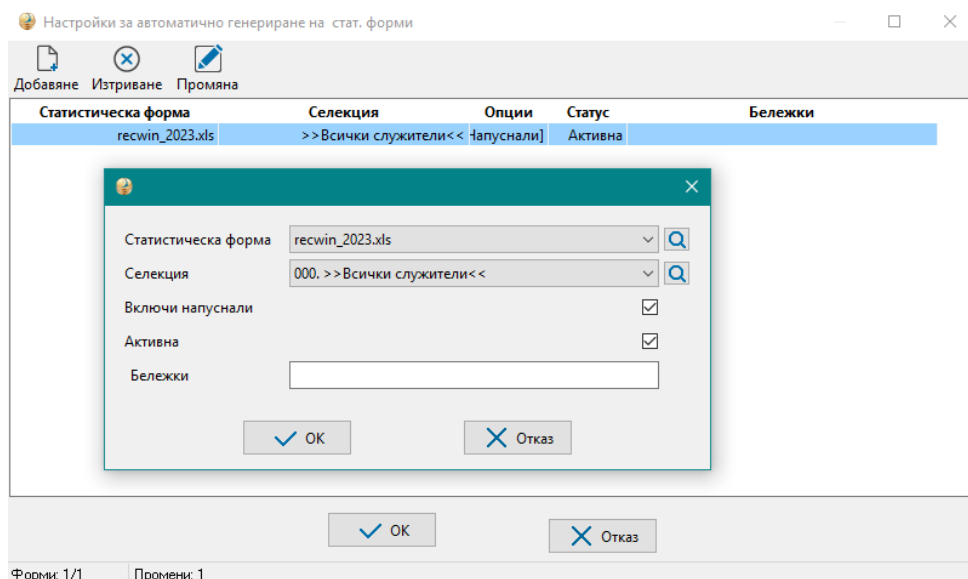 Настройки за автоматично генериране на стат. форми
Добавяне Изтриване Промяна
Статистическа форма Селекция Опции Статус Бележки
recwin_2023.xls >>Всички служители<< Напуснали] Активна
Статистическа форма recwin_2023.xls
Селекция 000. >>Всички служители<<
Включи напуснали
Активна
Бележки
OK Отказ
OK Отказ
Форми: 1/1 Промени: 1